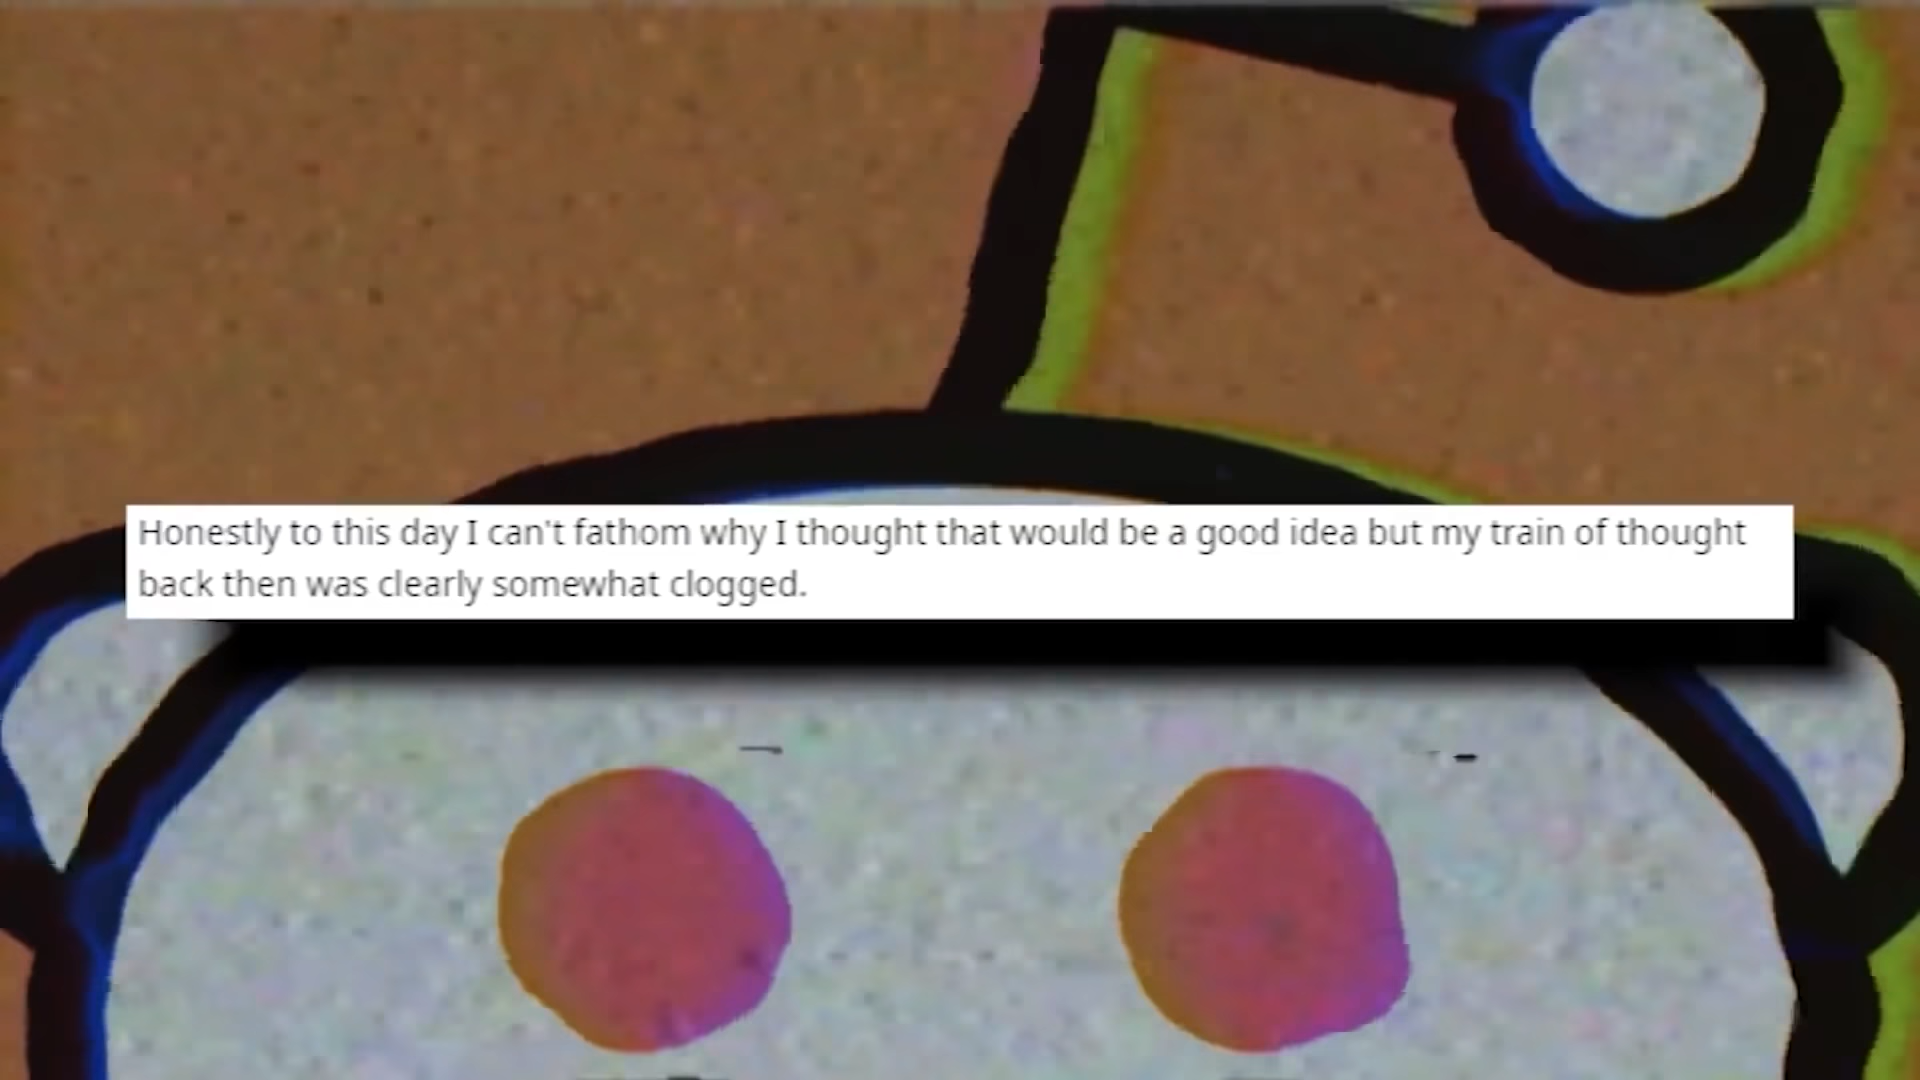 Honestly to this day I can't fathom why I thought that would be a good idea but my train of thought
back then was clearly somewhat clogged.